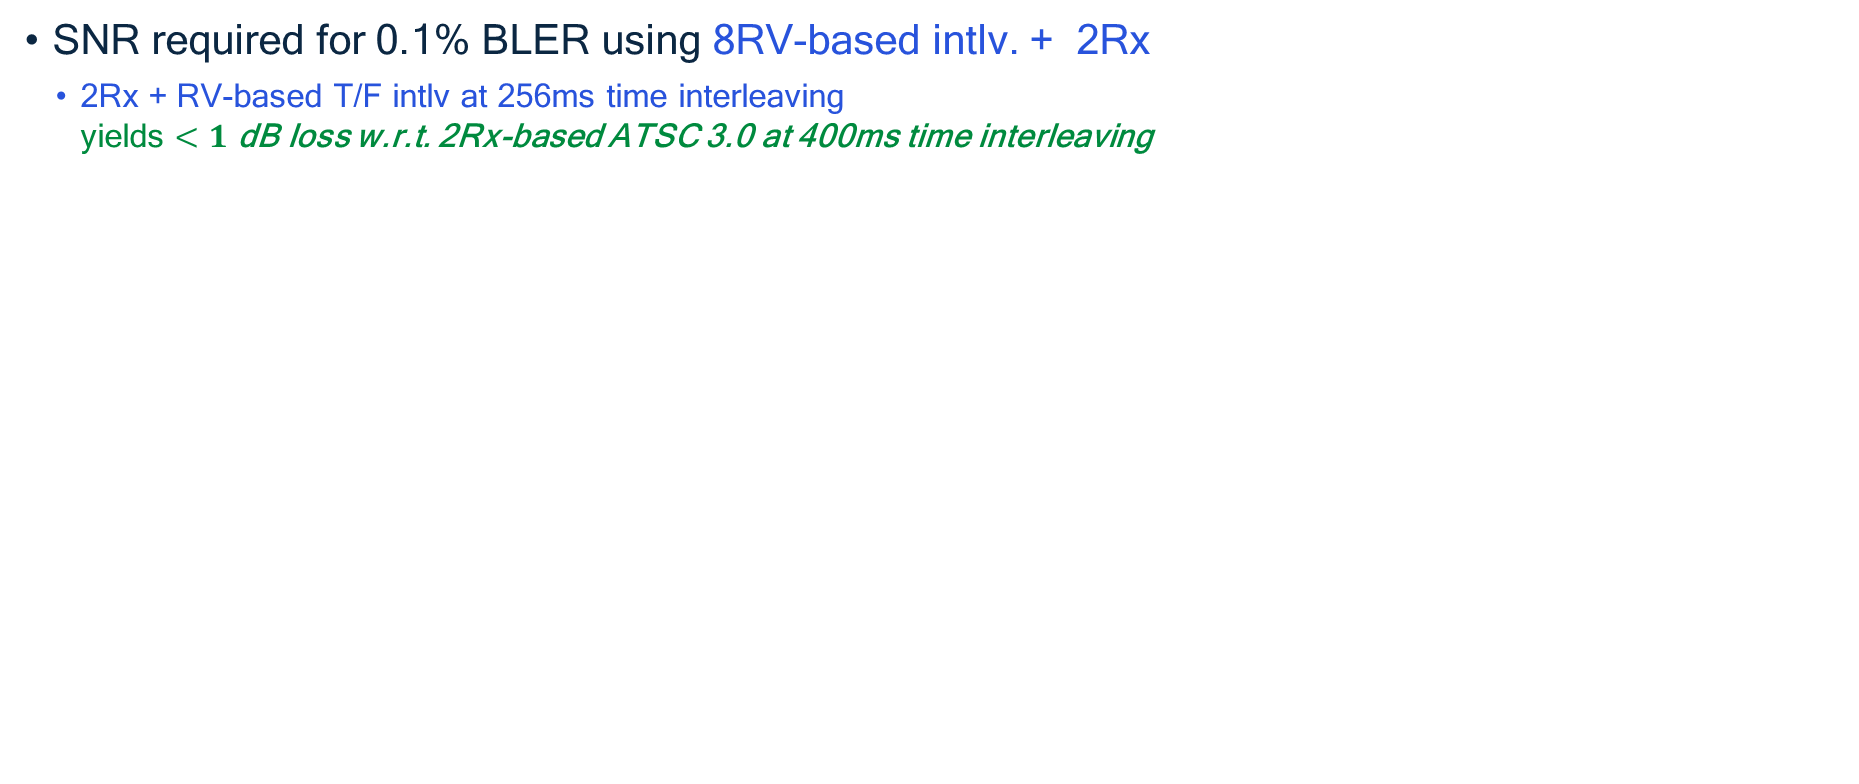 • SNR required for 0.1% BLER using 8RV-based intlv. + 2Rx
• 2Rx + RV-based T/F intlv at 256ms time interleaving
yields < 1 dB loss w.r.t. 2Rx-based ATSC 3.0 at 400ms time interleaving